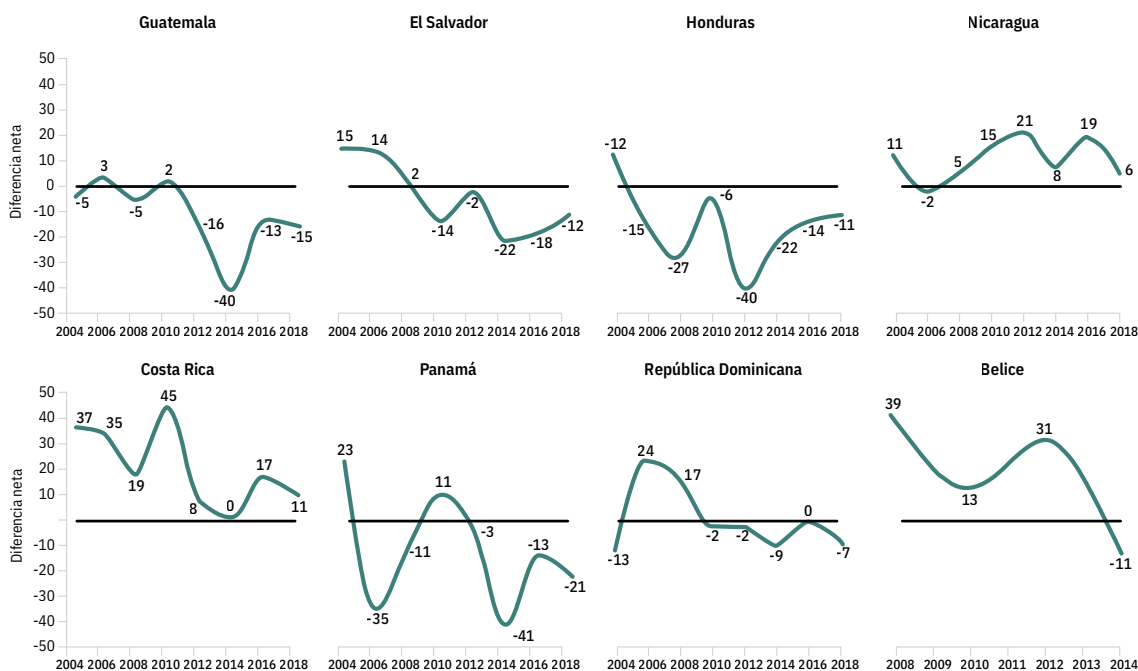 Guatemala El Salvador Honduras Nicaragua
Diferencia neta
50
40
30
20
10
0
-10
-20
-30
-40
-50
-5 3 -5 2 -16 -40 -13 -15
15 14 2 -14 -2 -22 -18 -12
-12 -15 -27 -6 -40 -22 -14 -11
11 -2 5 15 21 8 19 6
2004 2006 2008 2010 2012 2014 2016 2018
2004 2006 2008 2010 2012 2014 2016 2018
2004 2006 2008 2010 2012 2014 2016 2018
2004 2006 2008 2010 2012 2014 2016 2018
Costa Rica Panamá República Dominicana Belice
Diferencia neta
50
40
30
20
10
-10
-20
-30
-40
-50
37 35 19 45 8 0 17 11
23 -35 -11 11 -3 -41 -13 -21
-13 24 17 -2 -2 -9 0 -7
39 13 31 -11
2004 2006 2008 2010 2012 2014 2016 2018
2004 2006 2008 2010 2012 2014 2016 2018
2004 2006 2008 2010 2012 2014 2016 2018
2008 2009 2010 2011 2012 2013 2014